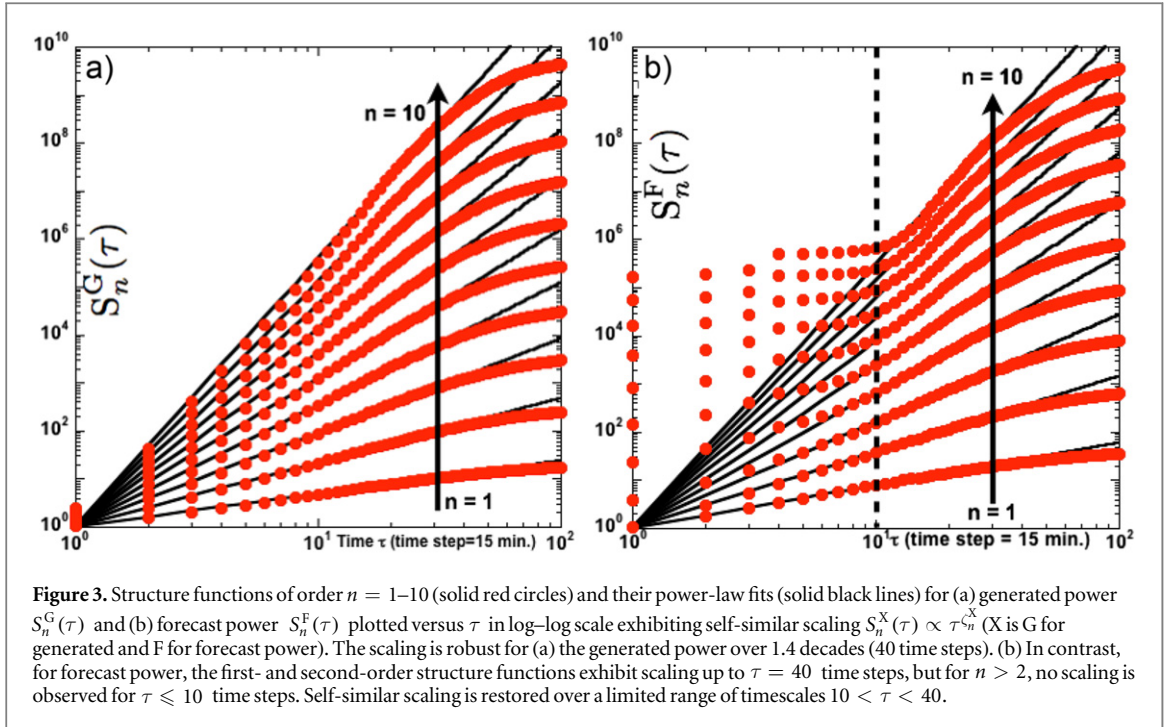 a)
10^10
10^8
10^6
10^4
10^2
10^0
S_n^G(τ)
n = 10
n = 1
10^0
10^1
Time τ (time step=15 min.)
10^2
b)
10^10
10^8
10^6
10^4
10^2
10^0
S_n^F(τ)
n = 10
n = 1
10^0
10^1
τ (time step = 15 min.)
10^2
Figure 3. Structure functions of order n = 1–10 (solid red circles) and their power-law fits (solid black lines) for (a) generated power
S_n^G(τ) and (b) forecast power S_n^F(τ) plotted versus τ in log–log scale exhibiting self-similar scaling S_n^X(τ) ∝ τ^{ζ_n^X} (X is G for
generated and F for forecast power). The scaling is robust for (a) the generated power over 1.4 decades (40 time steps). (b) In contrast,
for forecast power, the first- and second-order structure functions exhibit scaling up to τ = 40 time steps, but for n > 2, no scaling is
observed for τ ⩽ 10 time steps. Self-similar scaling is restored over a limited range of timescales 10 < τ < 40.